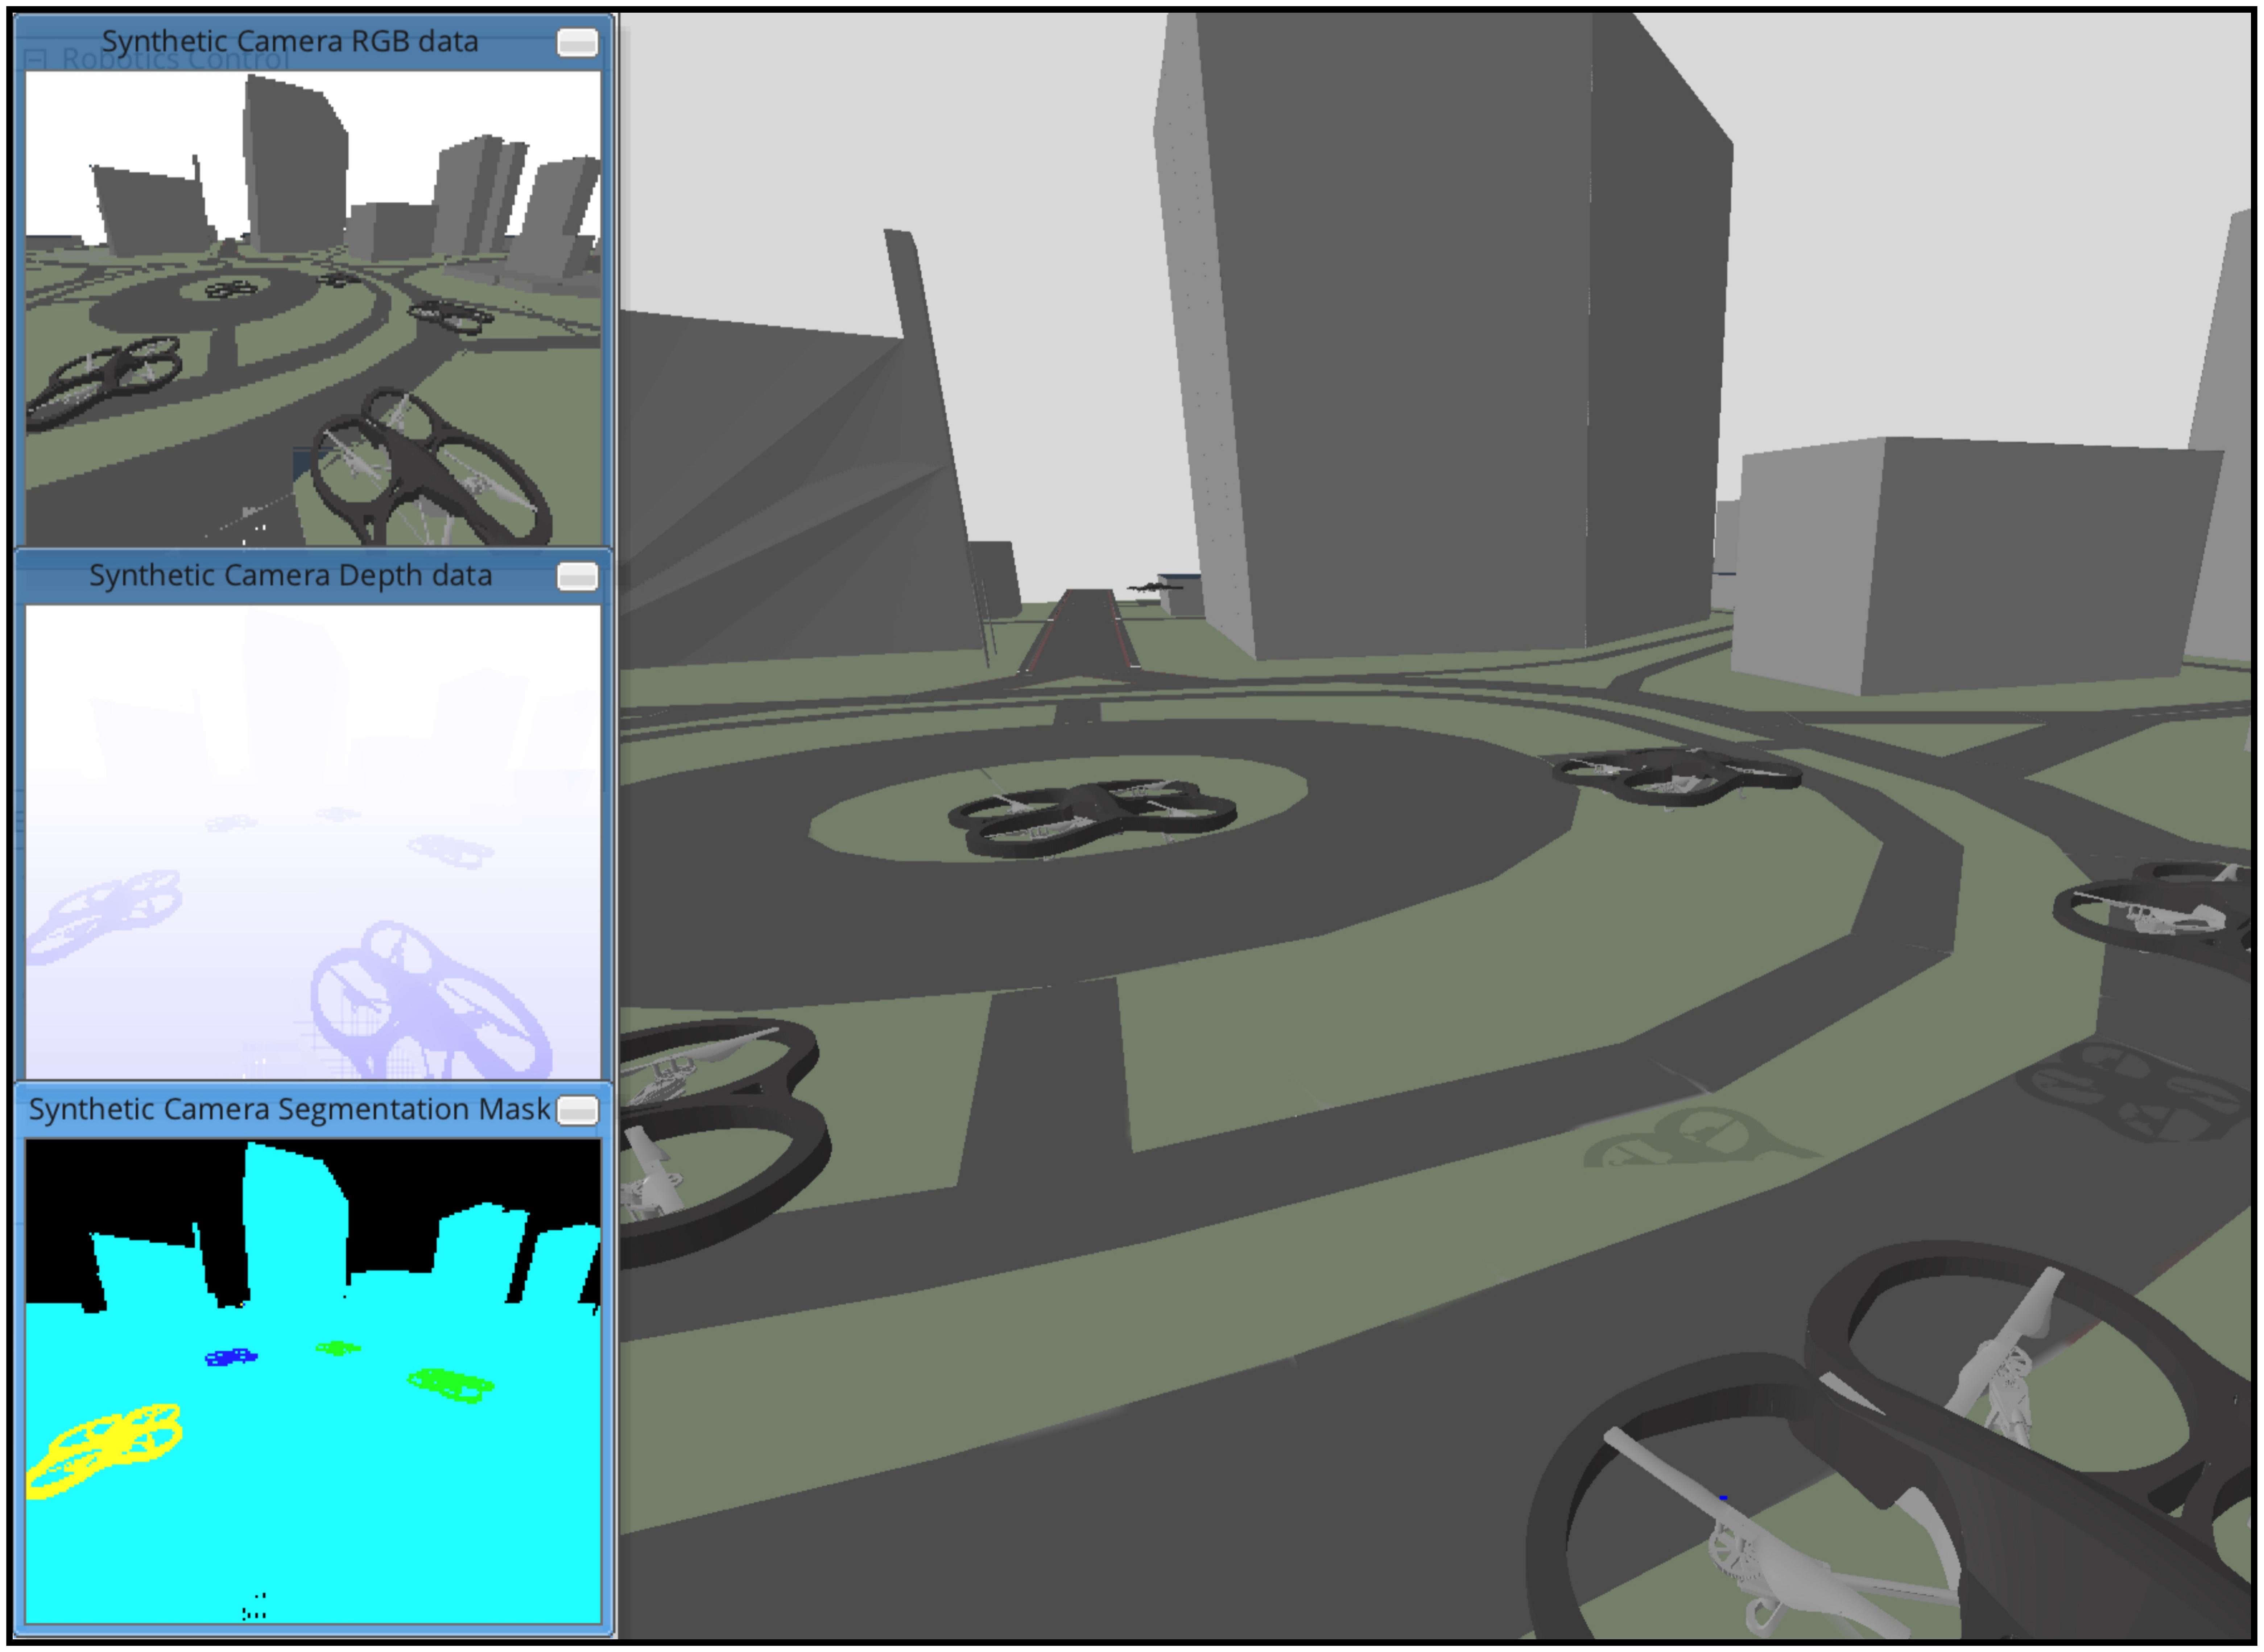 Synthetic Camera RGB data
Robotics Control
Synthetic Camera Depth data
Synthetic Camera Segmentation Mask